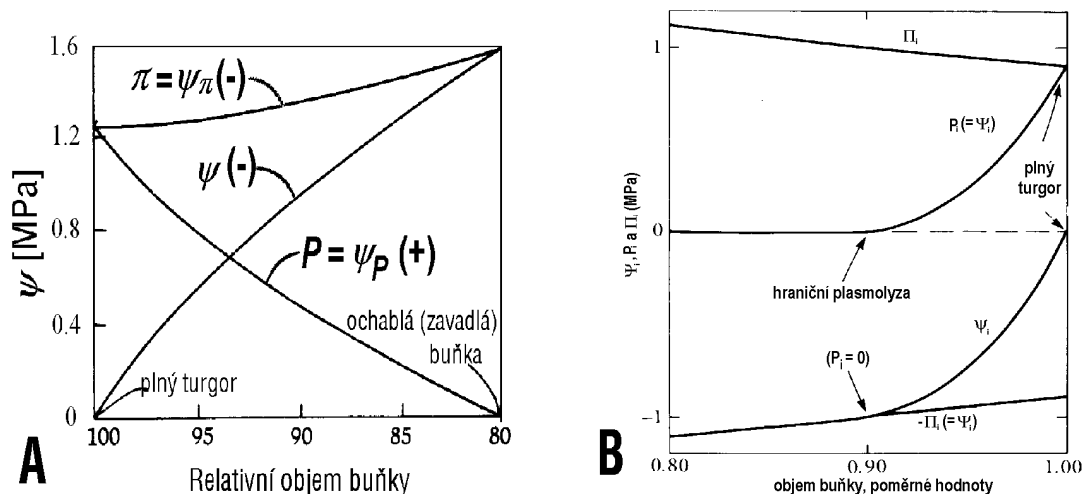 ψ [MPa]
1.6
1.2
0.8
0.4
0
π = ψπ(-)
ψ (-)
P = ψP (+)
ochablá (zavadlá)
buňka
plný turgor
100 95 90 85 80
Relativní objem buňky
A
Ψi, Pi a Πi (MPa)
1
0
–1
Πi
Pi (=Ψi)
plný
turgor
hraniční plasmolyza
Ψi
(Pi = 0)
-Πi (=Ψi)
0.80 0.90 1.00
objem buňky, poměrné hodnoty
B